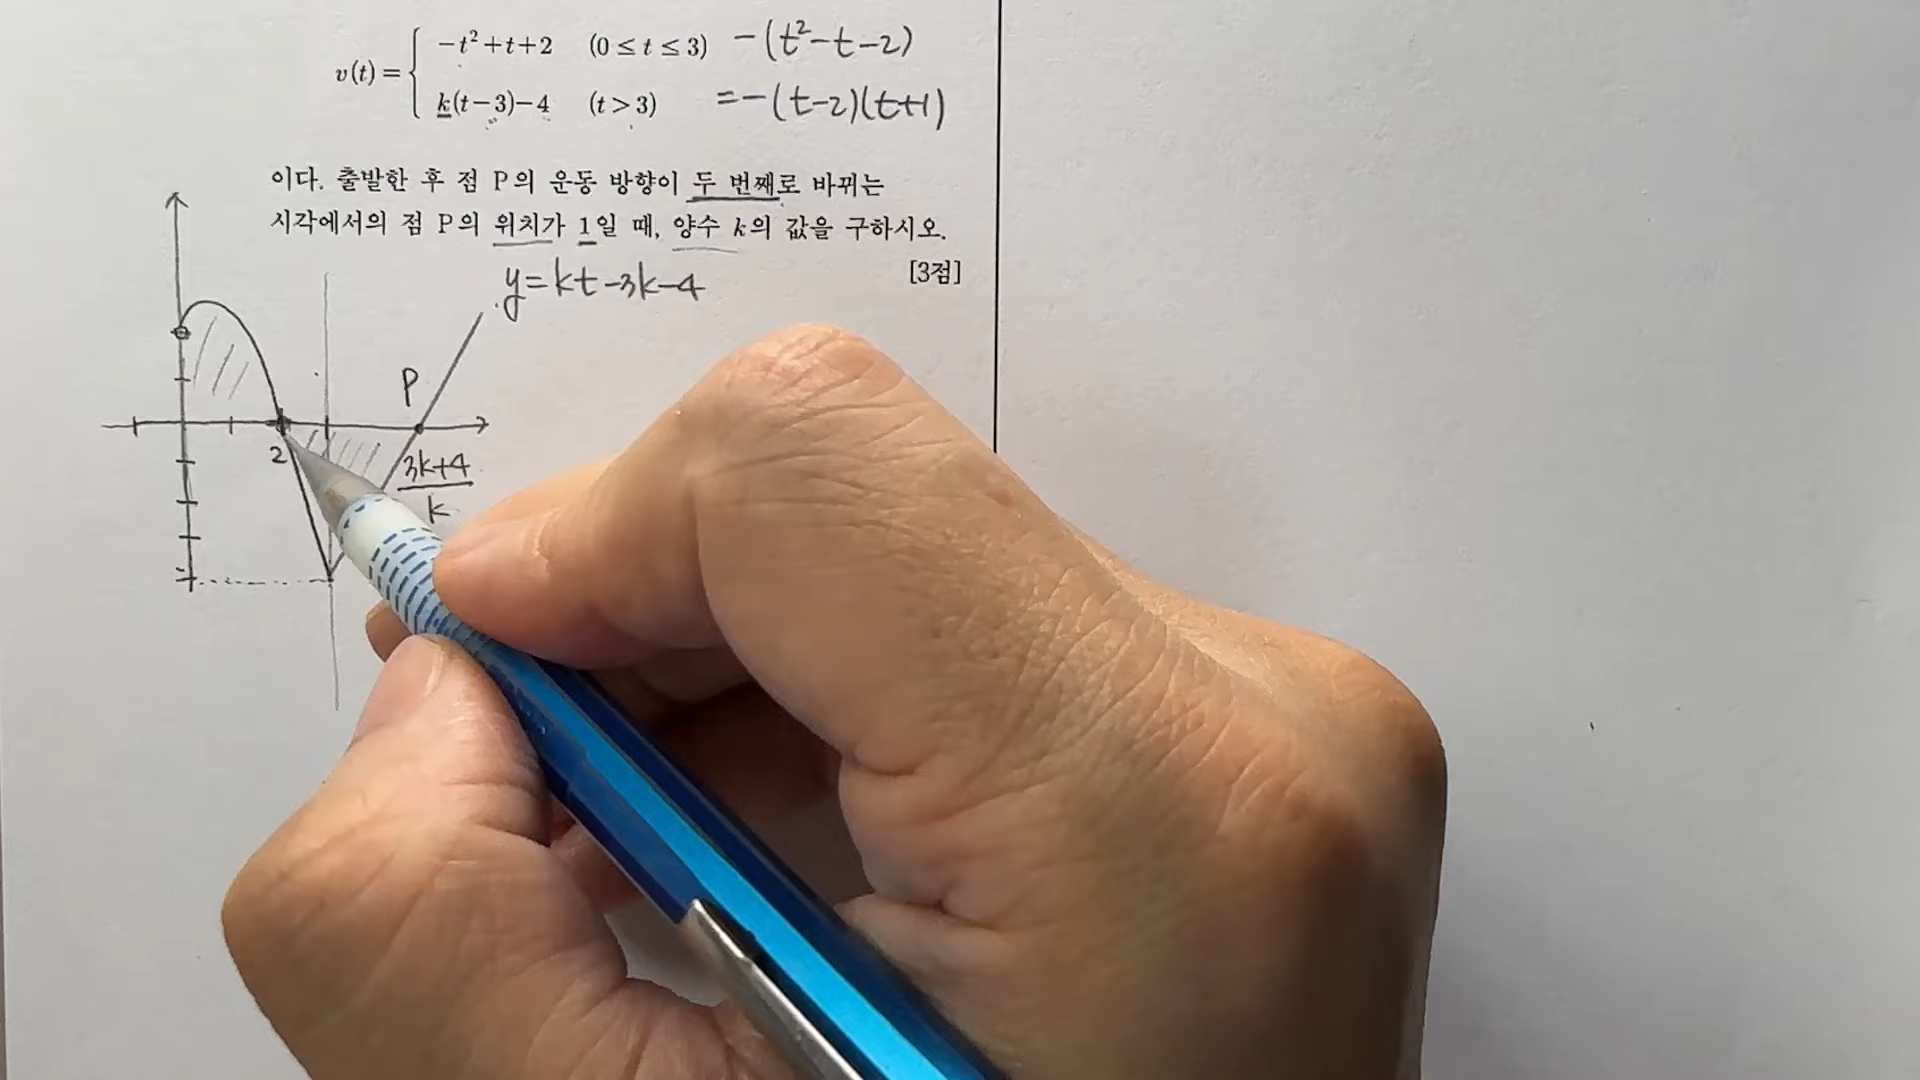 v(t) = { -t²+t+2 (0 ≤ t ≤ 3) -(t²-t-2)
k(t-3)-4 (t > 3) =-(t-2)(t+1)
이다. 출발한 후 점 P의 운동 방향이 두 번째로 바뀌는
시각에서의 점 P의 위치가 1일 때, 양수 k의 값을 구하시오.
[3점]
y=kt-3k-4
P
2
3k+4
k